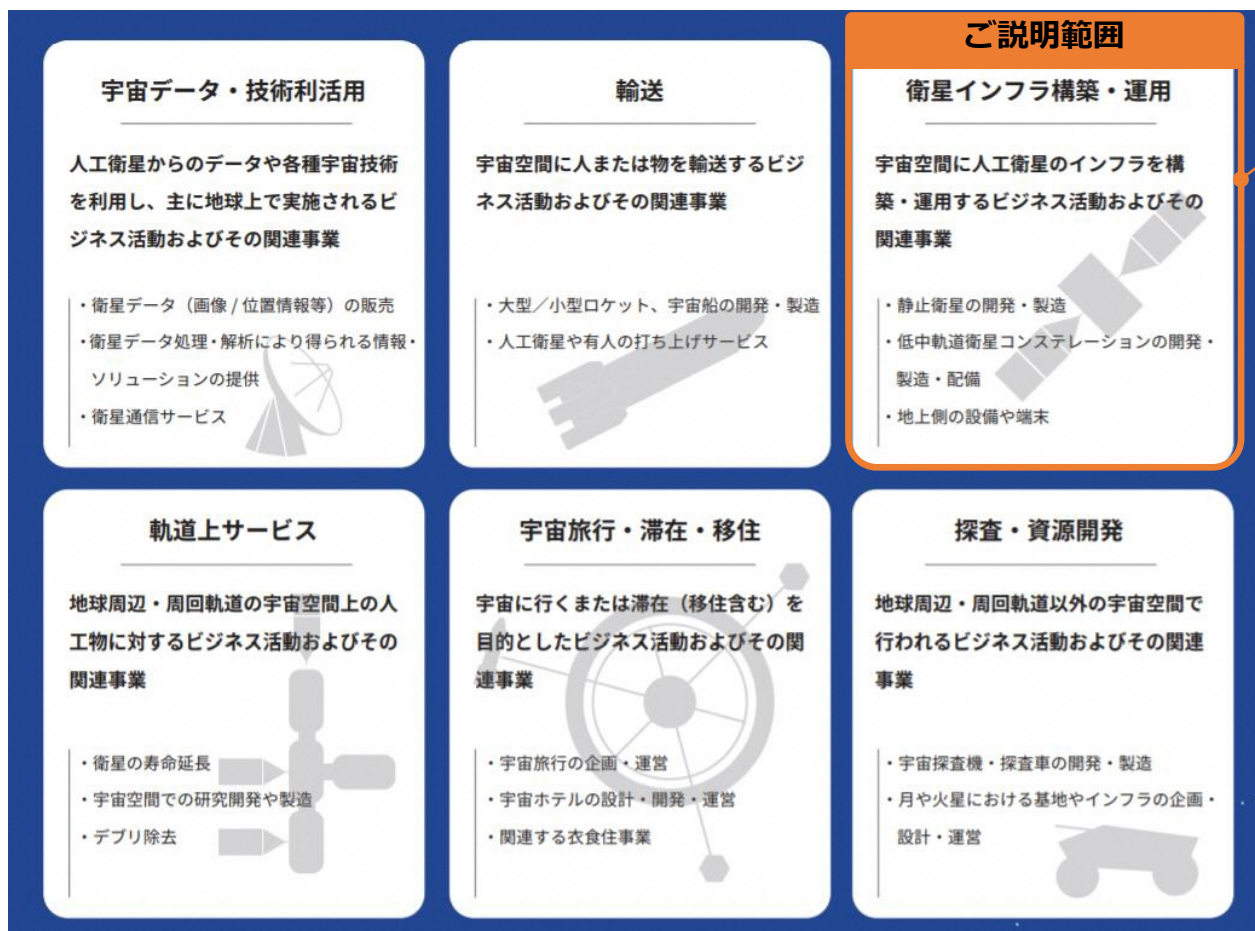 ご説明範囲
宇宙データ・技術利活用
人工衛星からのデータや各種宇宙技術
を利用し、主に地球上で実施されるビ
ジネス活動およびその関連事業
・衛星データ（画像 / 位置情報等）の販売
・衛星データ処理・解析により得られる情報・
ソリューションの提供
・衛星通信サービス
輸送
宇宙空間に人または物を輸送するビジ
ネス活動およびその関連事業
・大型／小型ロケット、宇宙船の開発・製造
・人工衛星や有人の打ち上げサービス
衛星インフラ構築・運用
宇宙空間に人工衛星のインフラを構
築・運用するビジネス活動およびその
関連事業
・静止衛星の開発・製造
・低中軌道衛星コンステレーションの開発・
製造・配備
・地上側の設備や端末
軌道上サービス
地球周辺・周回軌道の宇宙空間上の人
工物に対するビジネス活動およびその
関連事業
・衛星の寿命延長
・宇宙空間での研究開発や製造
・デブリ除去
宇宙旅行・滞在・移住
宇宙に行くまたは滞在（移住含む）を
目的としたビジネス活動およびその関
連事業
・宇宙旅行の企画・運営
・宇宙ホテルの設計・開発・運営
・関連する衣食住事業
探査・資源開発
地球周辺・周回軌道以外の宇宙空間で
行われるビジネス活動およびその関連
事業
・宇宙探査機・探査車の開発・製造
・月や火星における基地やインフラの企画・
設計・運営